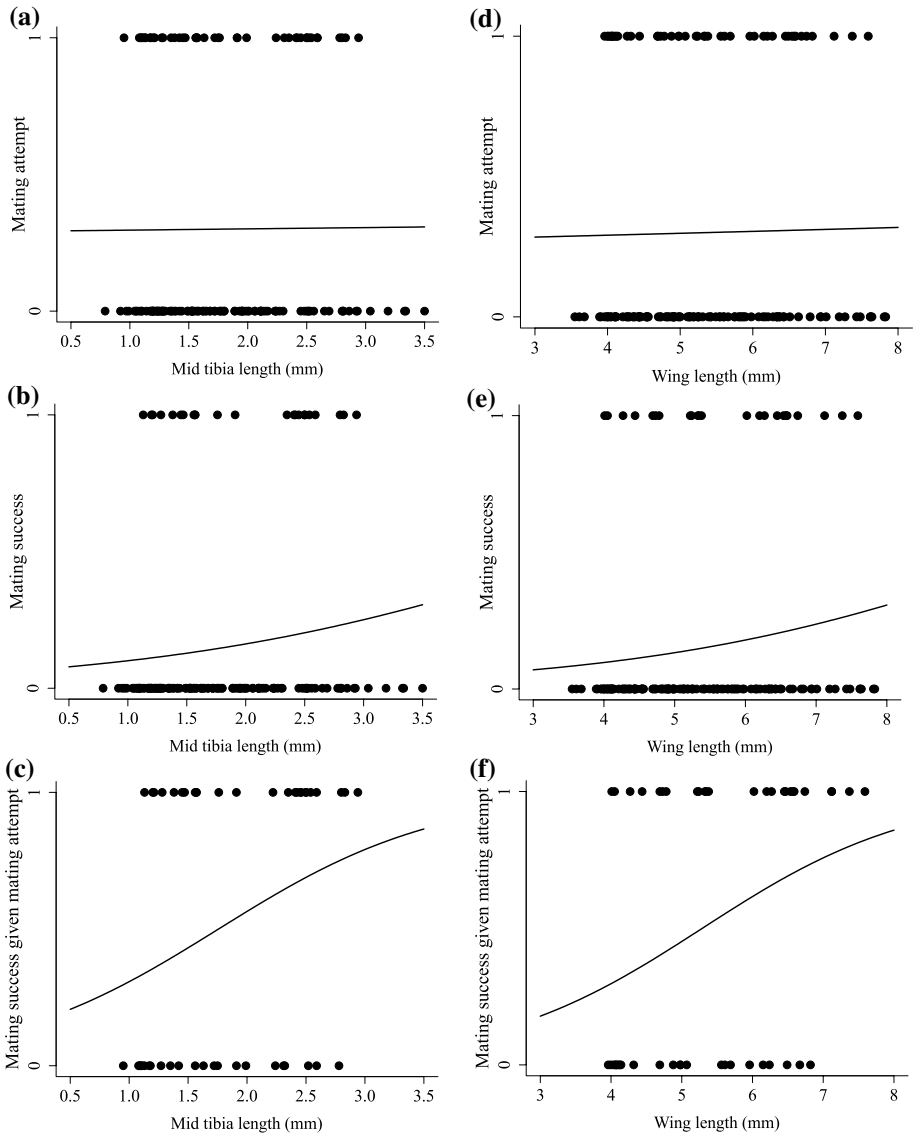 (a)
1
0
Mating attempt
0.5 1.0 1.5 2.0 2.5 3.0 3.5
Mid tibia length (mm)
(d)
1
0
Mating attempt
3 4 5 6 7 8
Wing length (mm)
(b)
1
0
Mating success
0.5 1.0 1.5 2.0 2.5 3.0 3.5
Mid tibia length (mm)
(e)
1
0
Mating success
3 4 5 6 7 8
Wing length (mm)
(c)
1
0
Mating success given mating attempt
0.5 1.0 1.5 2.0 2.5 3.0 3.5
Mid tibia length (mm)
(f)
1
0
Mating success given mating attempt
3 4 5 6 7 8
Wing length (mm)